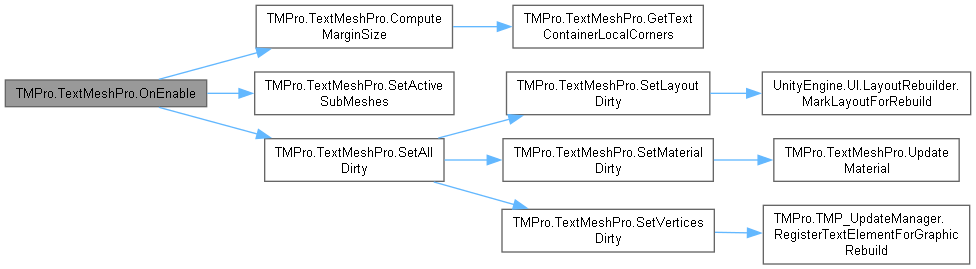 TMPro.TextMeshPro.OnEnable
TMPro.TextMeshPro.Compute
MarginSize
TMPro.TextMeshPro.GetText
ContainerLocalCorners
TMPro.TextMeshPro.SetActive
SubMeshes
TMPro.TextMeshPro.SetAll
Dirty
TMPro.TextMeshPro.SetLayout
Dirty
UnityEngine.UI.LayoutRebuilder.
MarkLayoutForRebuild
TMPro.TextMeshPro.SetMaterial
Dirty
TMPro.TextMeshPro.Update
Material
TMPro.TextMeshPro.SetVertices
Dirty
TMPro.TMP_UpdateManager.
RegisterTextElementForGraphic
Rebuild